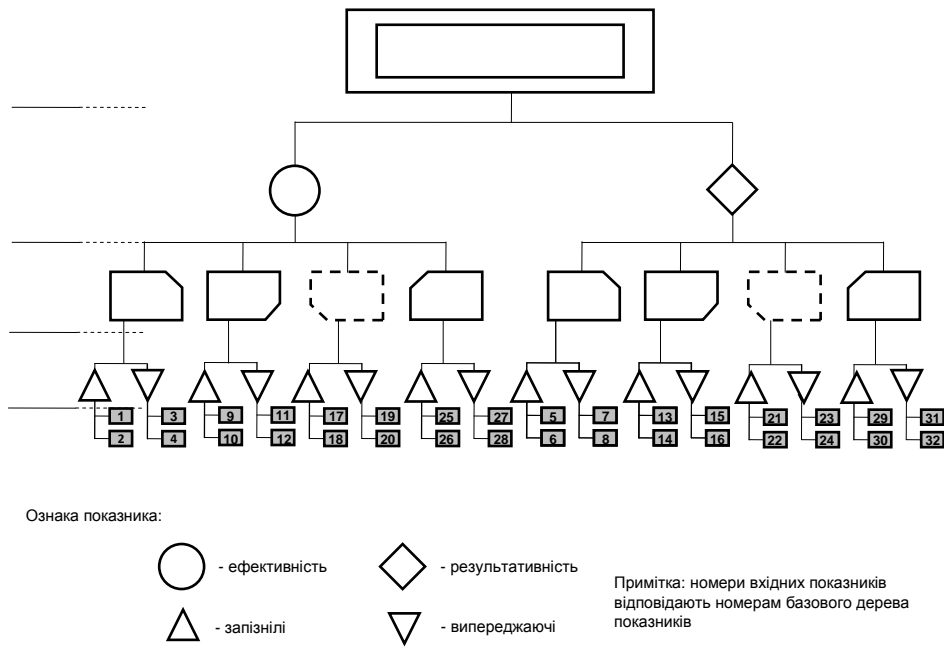 1 3 9 11 17 19 25 27 5 7 13 15 21 23 29 31
2 4 10 12 18 20 26 28 6 8 14 16 22 24 30 32
Ознака показника:
- ефективність
- результативність
- запізнілі
- випереджаючі
Примітка: номери вхідних показників
відповідають номерам базового дерева
показників